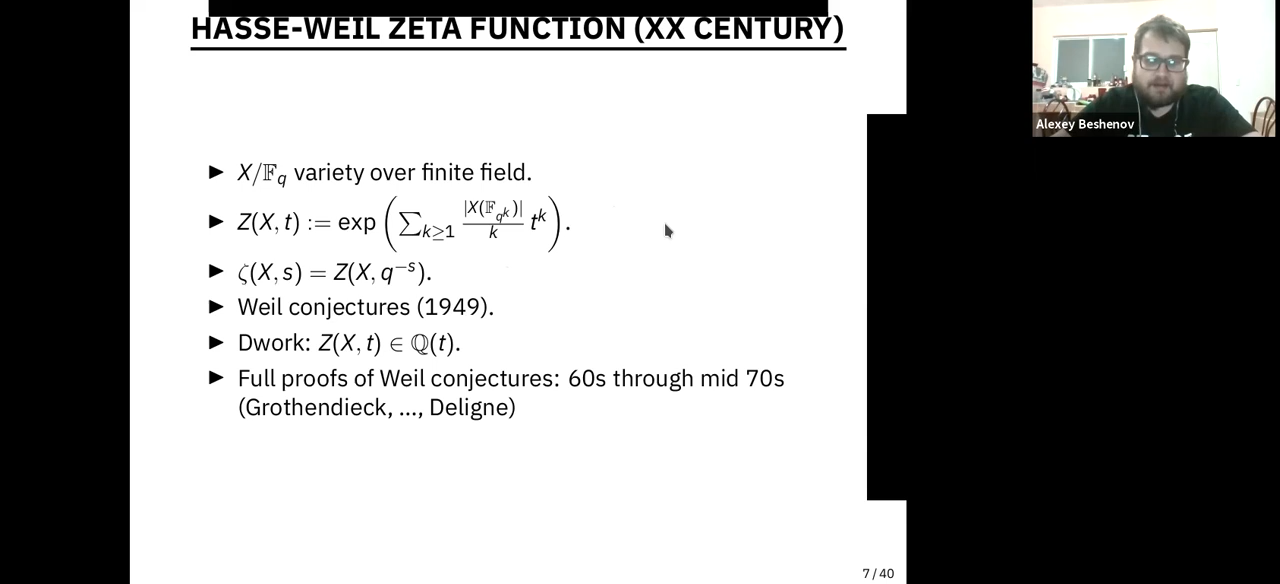 HASSE-WEIL ZETA FUNCTION (XX CENTURY)
Alexey Beshenov
► X/𝔽_q variety over finite field.
► Z(X, t) := exp(∑_{k≥1} |X(𝔽_{q^k})|/k t^k).
► ζ(X, s) = Z(X, q^{-s}).
► Weil conjectures (1949).
► Dwork: Z(X, t) ∈ ℚ(t).
► Full proofs of Weil conjectures: 60s through mid 70s
(Grothendieck, ..., Deligne)
7 / 40